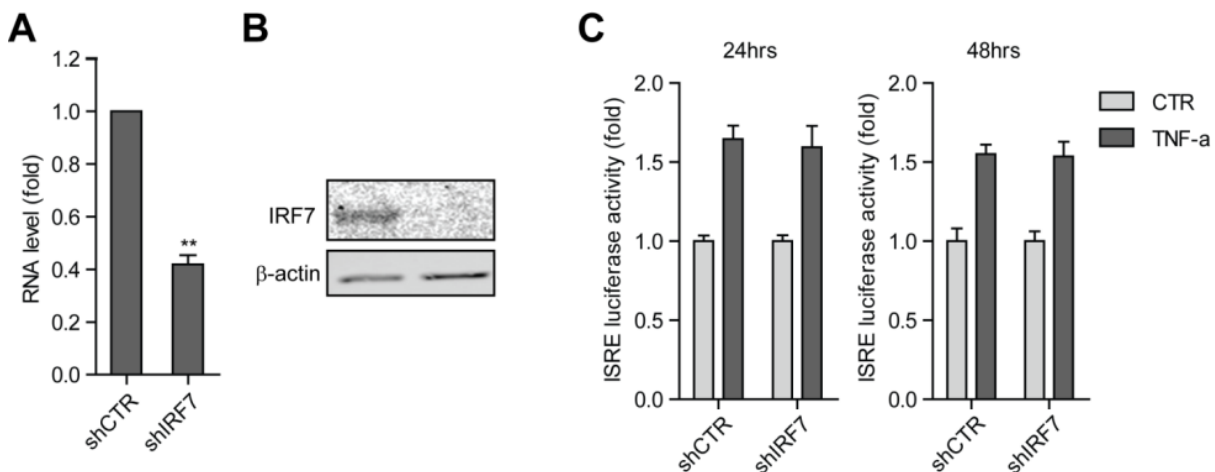 A
RNA level (fold)
1.2
1.0
0.8
0.6
0.4
0.2
0.0
**
shCTR
shIRF7
B
IRF7
β-actin
C
24hrs
ISRE luciferase activity (fold)
2.0
1.5
1.0
0.5
0.0
shCTR
shIRF7
48hrs
ISRE luciferase activity (fold)
2.0
1.5
1.0
0.5
0.0
shCTR
shIRF7
CTR
TNF-a